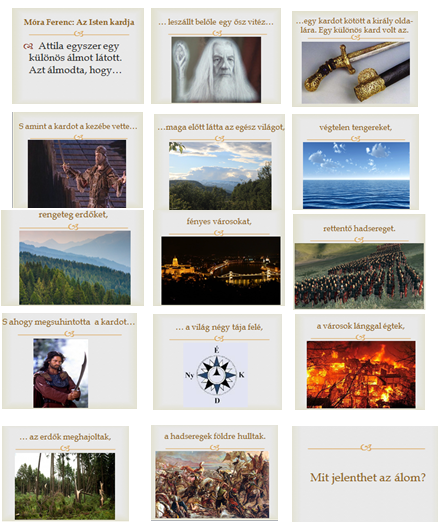 Móra Ferenc: Az Isten kardja
Attila egyszer egy
különös álmot látott.
Azt álmodta, hogy…
… leszállt belőle egy ősz vitéz…
…egy kardot kötött a király olda-
lára. Egy különös kard volt az.
S amint a kardot a kezébe vette…
…maga előtt látta az egész világot,
végtelen tengereket,
rengeteg erdőket,
fényes városokat,
rettentő hadsereget.
S ahogy megsuhintotta a kardot…
… a világ négy tája felé,
É
Ny
K
D
a városok lánggal égtek,
… az erdők meghajoltak,
a hadseregek földre hulltak.
Mit jelenthet az álom?